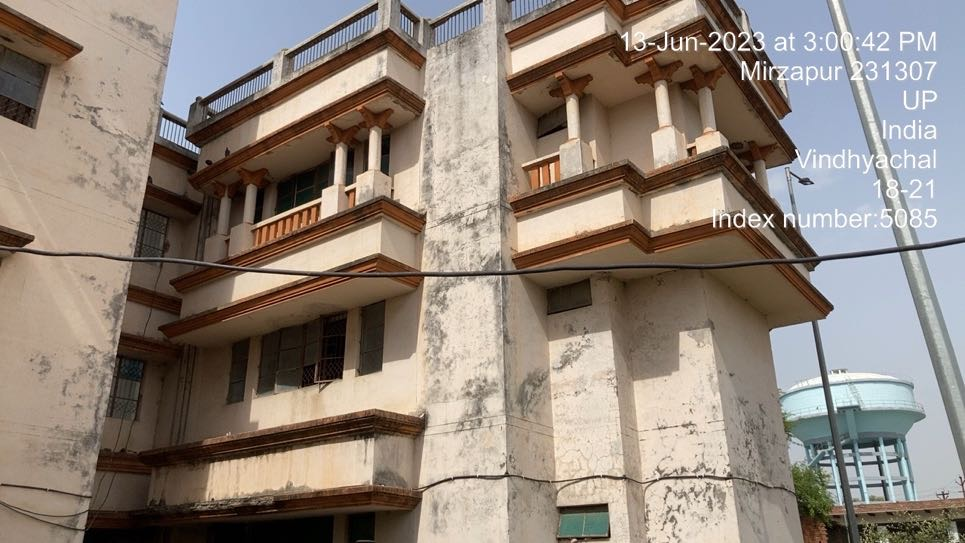 13-Jun-2023 at 3:00:42 PM
Mirzapur 231307
UP
India
Vindhyachal
18-21
Index number:5085